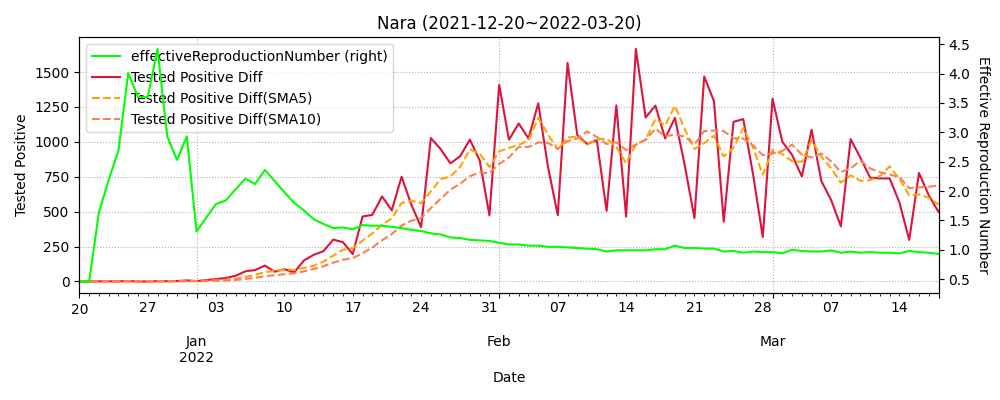 Nara (2021-12-20~2022-03-20)
effectiveReproductionNumber (right)
Tested Positive Diff
Tested Positive Diff(SMA5)
Tested Positive Diff(SMA10)
Tested Positive
1500
1250
1000
750
500
250
0
Effective Reproduction Number
4.5
4.0
3.5
3.0
2.5
2.0
1.5
1.0
0.5
20 27 03 10 17 24 31 07 14 21 28 07 14
Jan Feb Mar
2022
Date